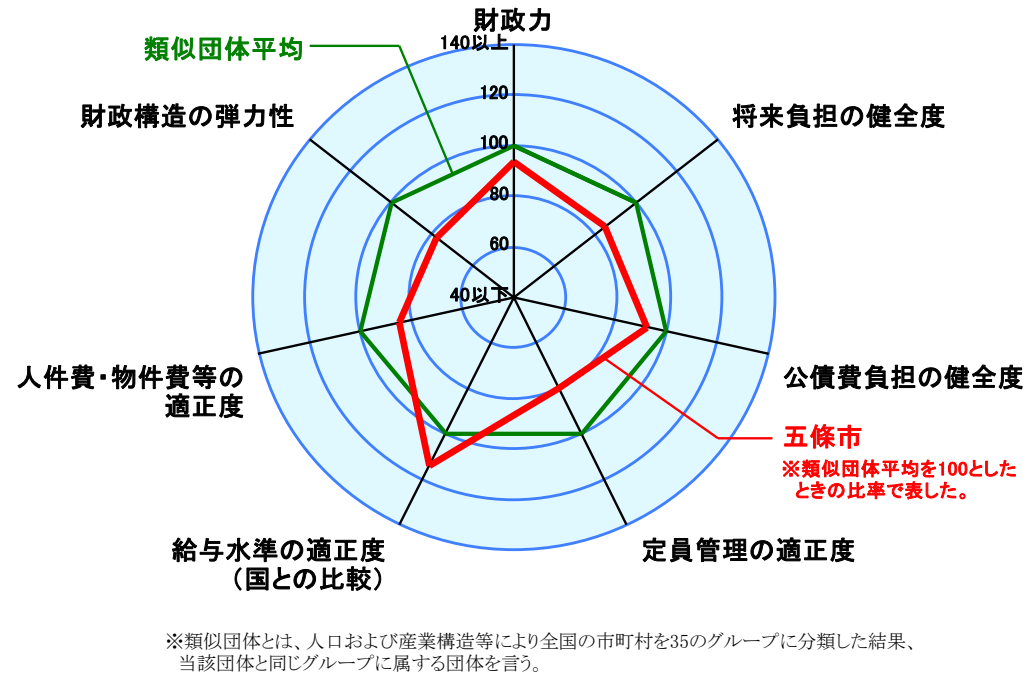 財政力
140以上
類似団体平均
120
財政構造の弾力性
将来負担の健全度
100
80
60
40以下
人件費・物件費等の
適正度
公債費負担の健全度
五條市
※類似団体平均を100とした
ときの比率で表した。
給与水準の適正度
（国との比較）
定員管理の適正度
※類似団体とは、人口および産業構造等により全国の市町村を35のグループに分類した結果、
当該団体と同じグループに属する団体を言う。